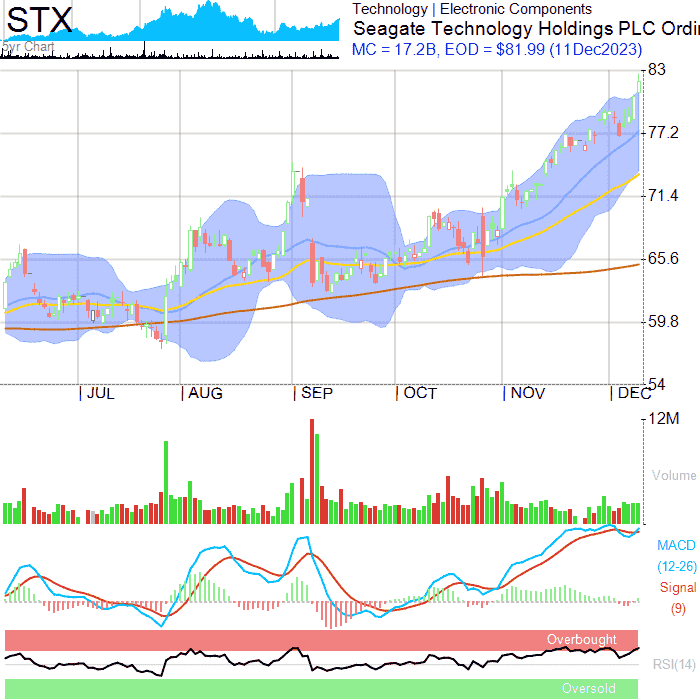 STX
5yr Chart
Technology | Electronic Components
Seagate Technology Holdings PLC Ordi
MC = 17.2B, EOD = $81.99 (11Dec2023)
83
77.2
71.4
65.6
59.8
54
JUL AUG SEP OCT NOV DEC
12M
Volume
MACD
(12-26)
Signal
(9)
Overbought
RSI(14)
Oversold